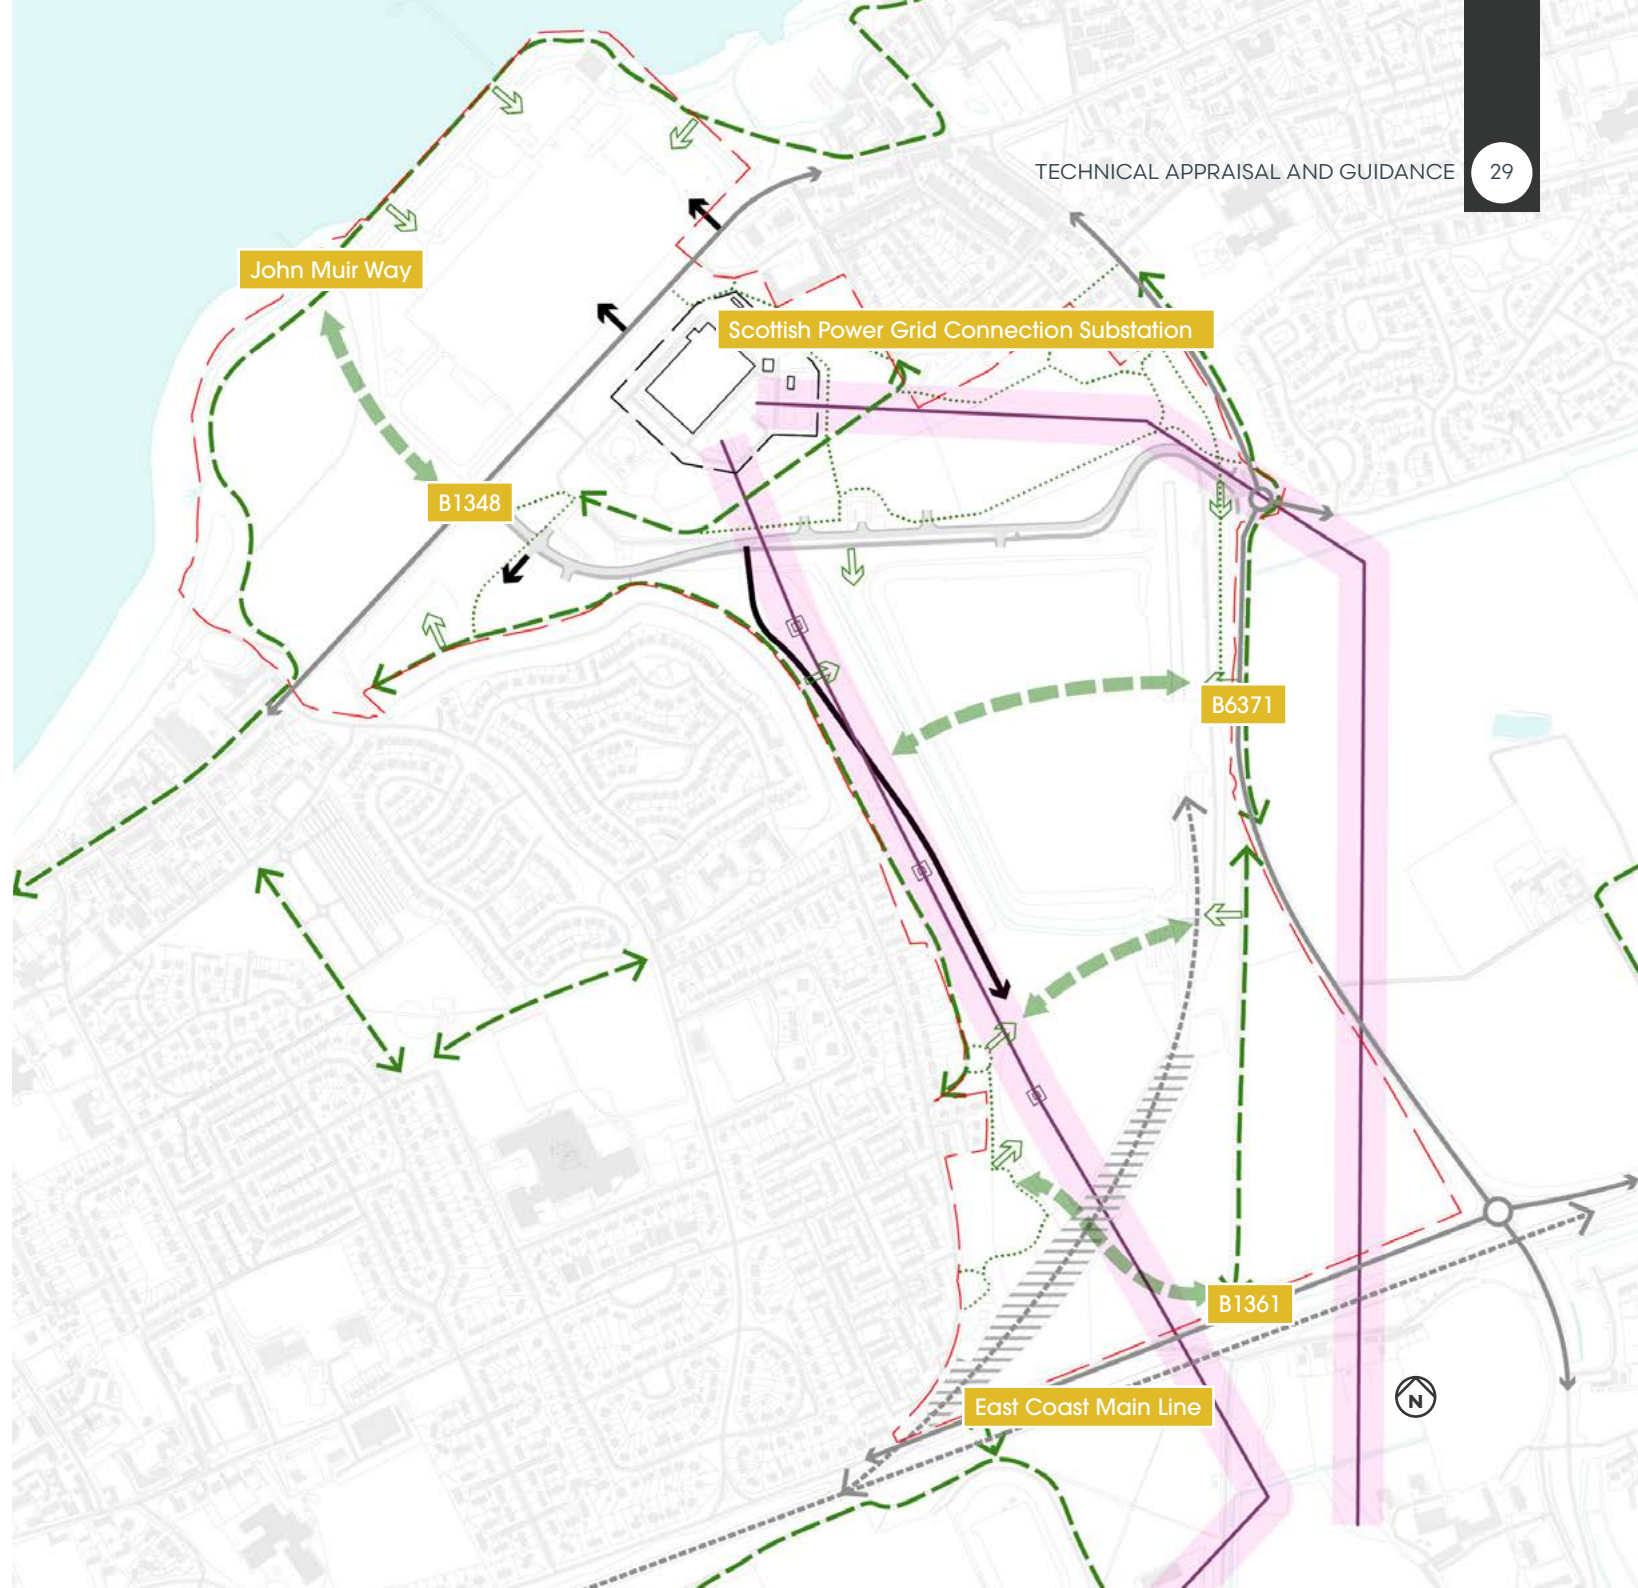 TECHNICAL APPRAISAL AND GUIDANCE
29
John Muir Way
Scottish Power Grid Connection Substation
B1348
B6371
B1361
East Coast Main Line
N